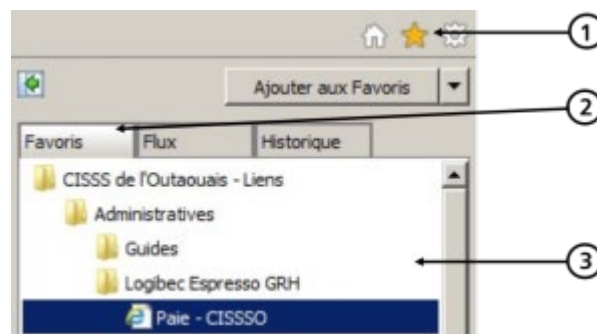 1
Ajouter aux Favoris
2
Favoris Flux Historique
CISSS de l'Outaouais - Liens
Administratives
Guides
3
Logibec Espresso GRH
Paie - CISSSO